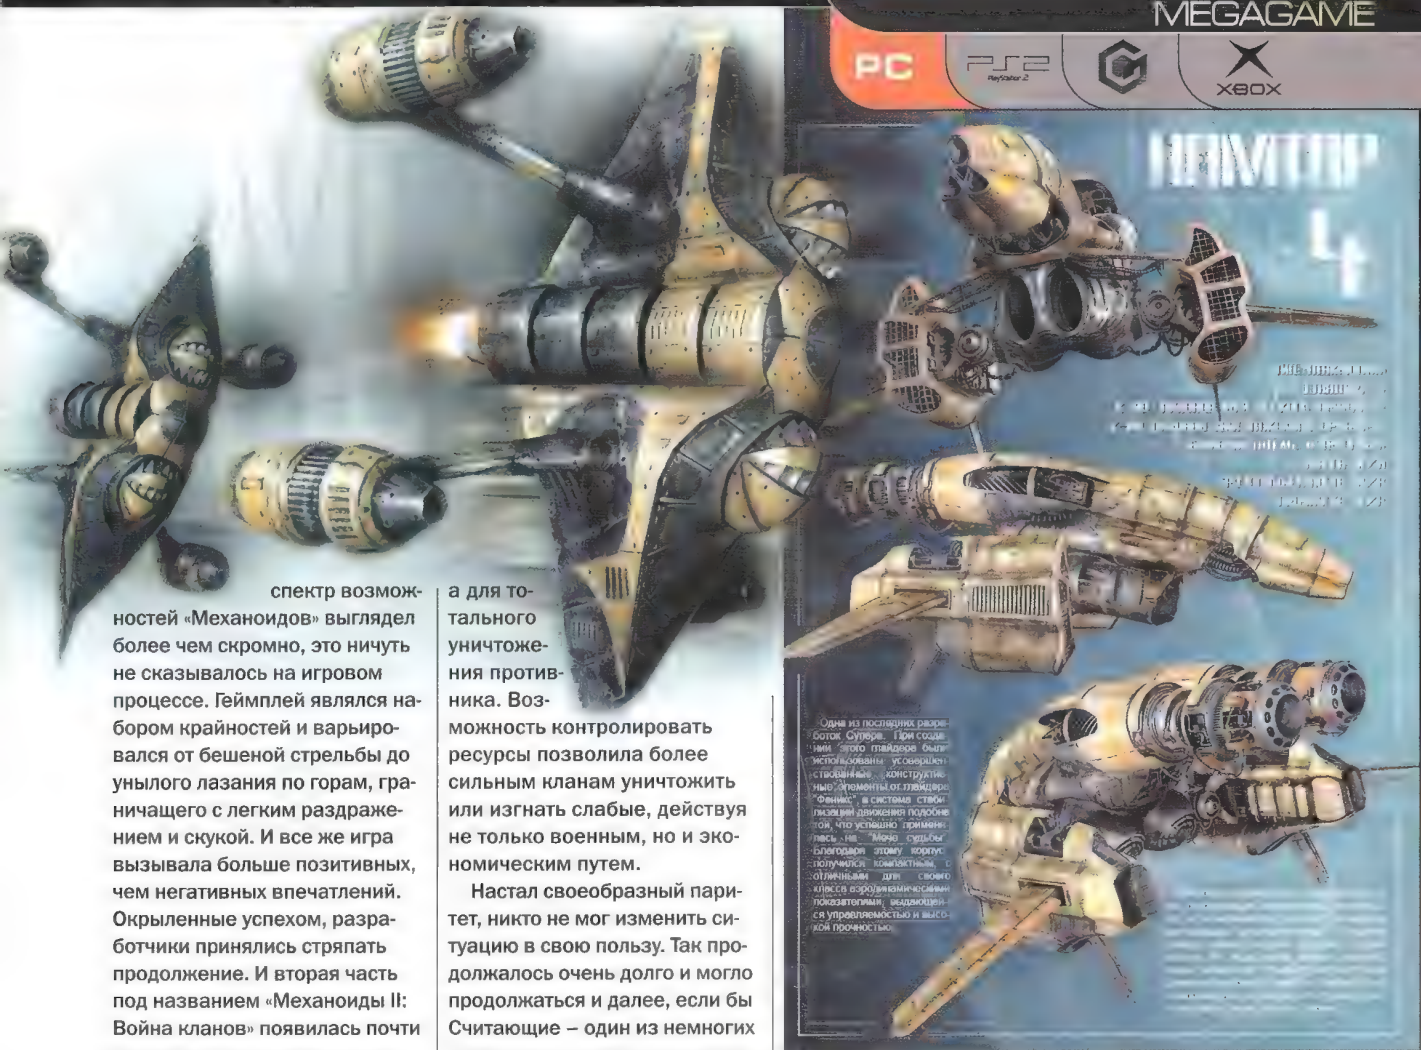 MEGAGAME
PC
PS2
PlayStation 2
XBOX
4
спектр возмож-
ностей «Механоидов» выглядел
более чем скромно, это ничуть
не сказывалось на игровом
процессе. Геймплей являлся на-
бором крайностей и варьиро-
вался от бешеной стрельбы до
унылого лазания по горам, гра-
ничащего с легким раздраже-
нием и скукой. И все же игра
вызывала больше позитивных,
чем негативных впечатлений.
Окрыленные успехом, разра-
ботчики принялись стряпать
продолжение. И вторая часть
под названием «Механоиды II:
Война кланов» появилась почти
а для то-
тального
уничтоже-
ния против-
ника. Воз-
можность контролировать
ресурсы позволила более
сильным кланам уничтожить
или изгнать слабые, действуя
не только военным, но и эко-
номическим путем.
Настал своеобразный пари-
тет, никто не мог изменить си-
туацию в свою пользу. Так про-
должалось очень долго и могло
продолжаться и далее, если бы
Считающие – один из немногих
Одна из последних разра-
боток Супера. При созда-
нии этого глайдера были
использованы усовершен-
ствованные конструктив-
ные элементы от глайдера
"Феникс" а система стаби-
лизации движения подобна
той, что успешно применя-
лась на "Мече судьбы"
Благодаря этому корпус
получился компактным, с
отличными для своего
класса аэродинамическими
показателями, выдающей-
ся управляемостью и высо-
кой прочностью.